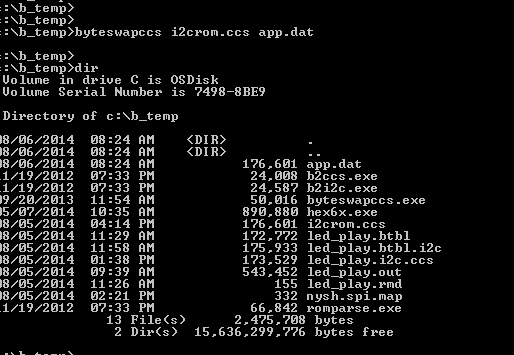 :\b_temp>
:\b_temp>
:\b_temp>byteswapccs i2crom.ccs app.dat
:\b_temp>
:\b_temp>dir
Volume in drive C is OSDisk
Volume Serial Number is 7498-8BE9
Directory of c:\b_temp
08/06/2014  08:24 AM    <DIR>          .
08/06/2014  08:24 AM    <DIR>          ..
08/06/2014  08:24 AM           176,601 app.dat
11/19/2012  07:33 PM            24,008 b2ccs.exe
11/19/2012  07:33 PM            24,587 b2i2c.exe
09/20/2013  11:54 AM            50,016 byteswapccs.exe
05/07/2014  10:35 AM           890,880 hex6x.exe
08/05/2014  04:14 PM           176,601 i2crom.ccs
08/05/2014  11:29 AM           172,772 led_play.btbl
08/05/2014  11:58 AM           175,933 led_play.btbl.i2c
08/05/2014  01:38 PM           173,529 led_play.i2c.ccs
08/05/2014  09:39 AM           543,452 led_play.out
08/05/2014  11:26 AM               155 led_play.rmd
08/05/2014  02:21 PM               332 nysh.spi.map
11/19/2012  07:33 PM            66,842 romparse.exe
13 File(s)      2,475,708 bytes
2 Dir(s)  15,636,299,776 bytes free
:\b_temp>